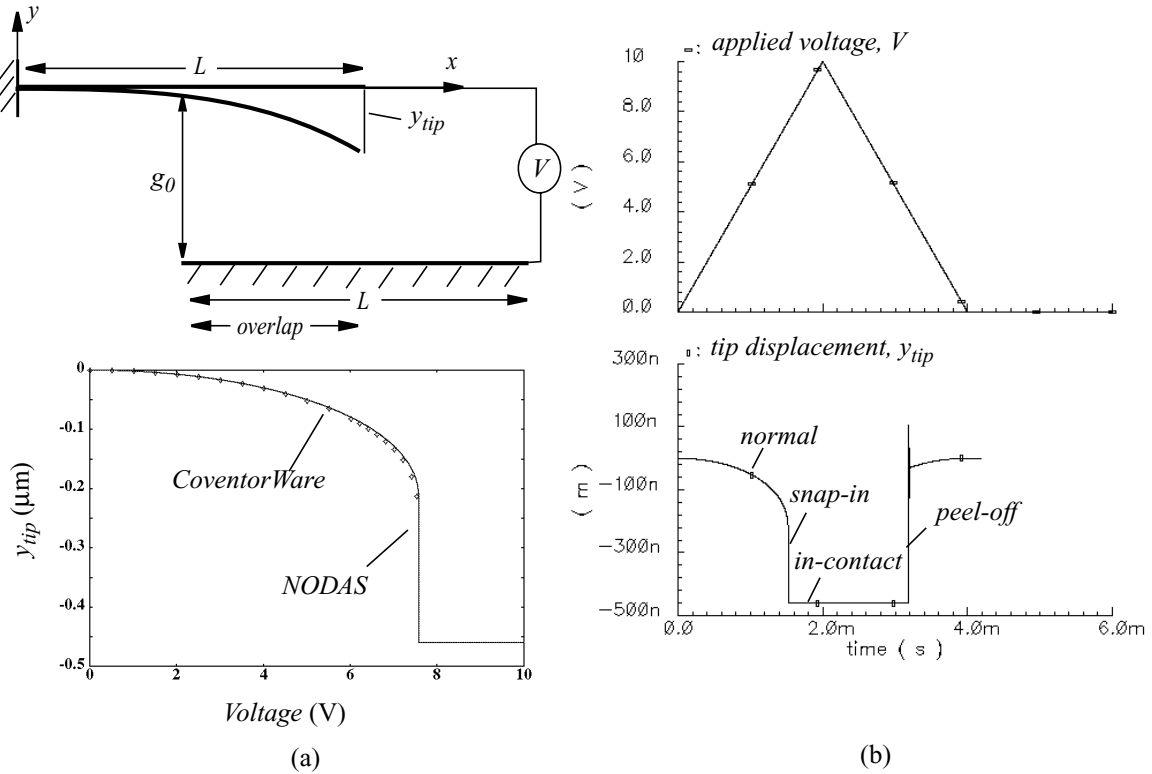 y
L
x
y_tip
g0
V
L
overlap
0
-0.1
-0.2
-0.3
-0.4
-0.5
y_tip (μm)
CoventorWare
NODAS
0 2 4 6 8 10
Voltage (V)
(a)
: applied voltage, V
10
8.0
6.0
4.0
2.0
0.0
( V )
: tip displacement, y_tip
300n
100n
-100n
-300n
-500n
( m )
normal
snap-in
peel-off
in-contact
0.0 2.0m 4.0m 6.0m
time ( s )
(b)